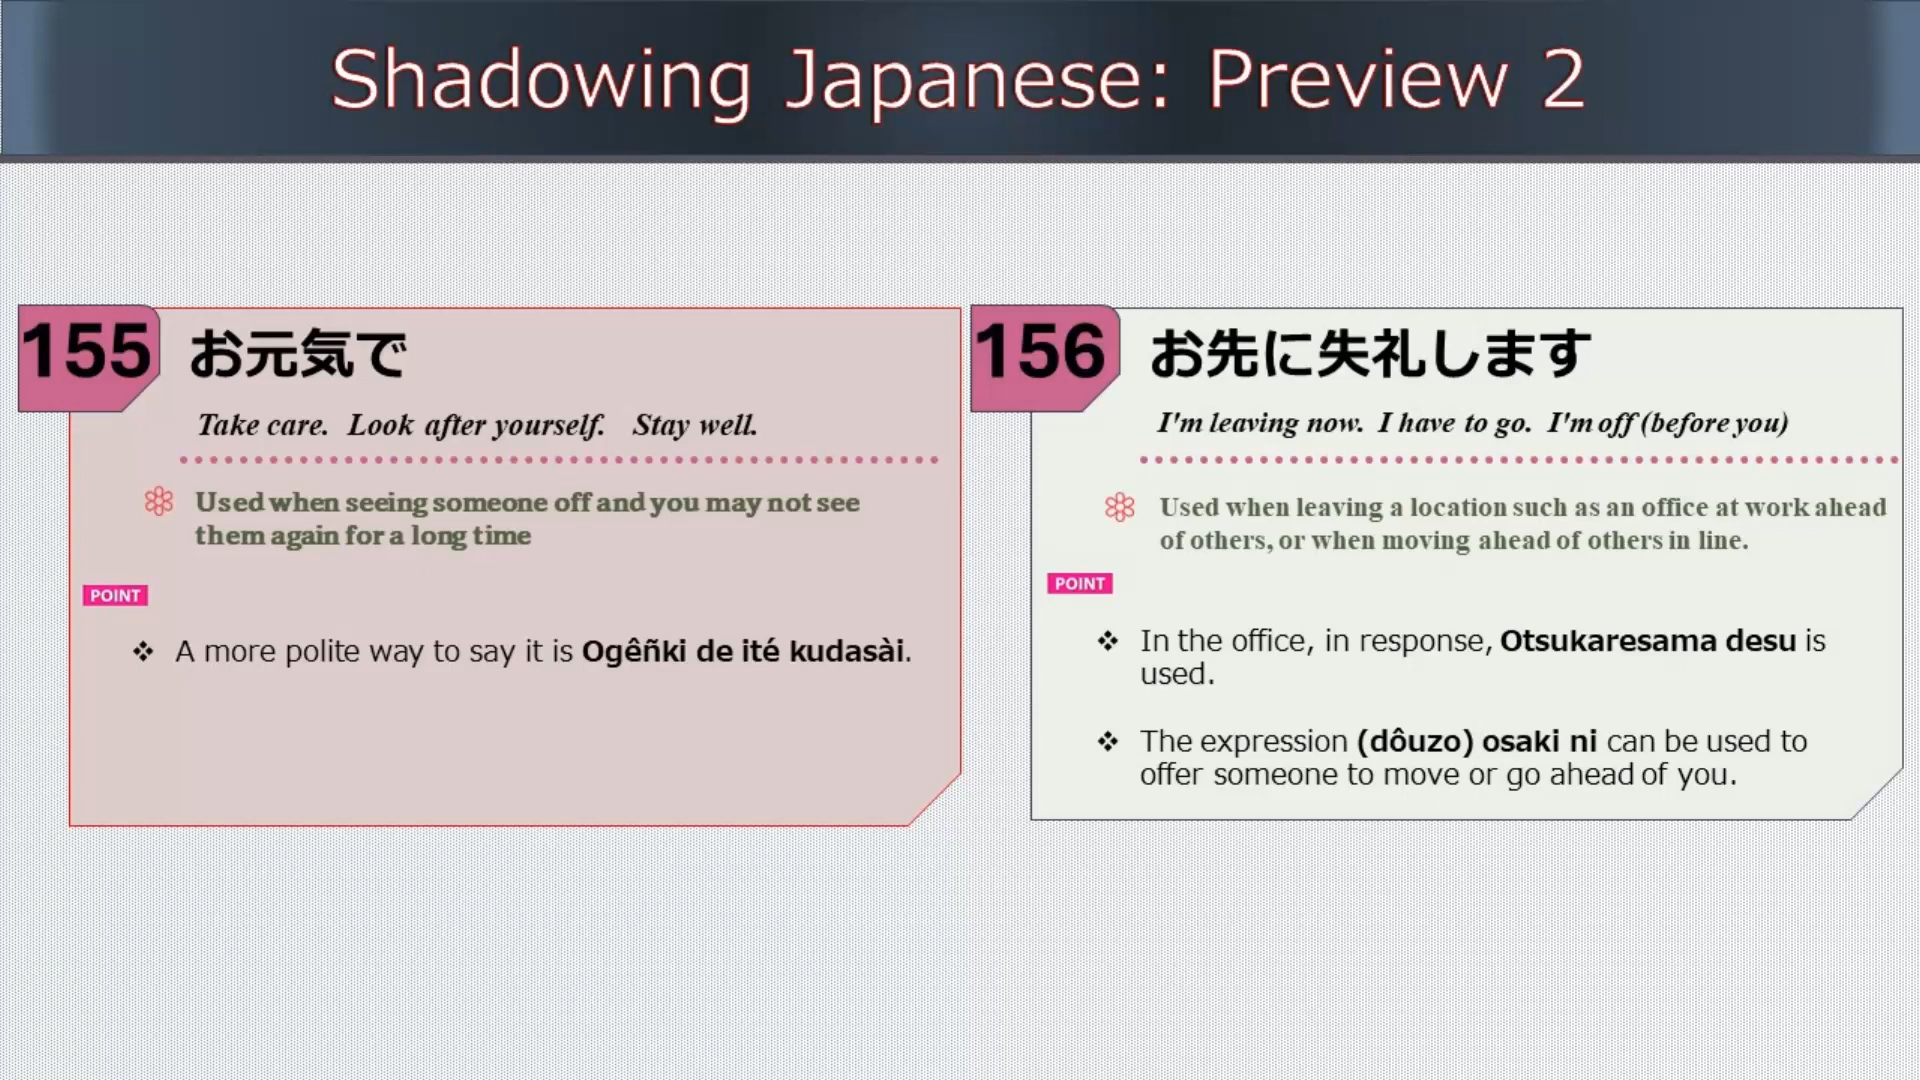 Shadowing Japanese: Preview 2
155 お元気で
Take care. Look after yourself. Stay well.
Used when seeing someone off and you may not see
them again for a long time
POINT
A more polite way to say it is Ogêñki de ité kudasài.
156 お先に失礼します
I'm leaving now. I have to go. I'm off (before you)
Used when leaving a location such as an office at work ahead
of others, or when moving ahead of others in line.
POINT
In the office, in response, Otsukaresama desu is
used.
The expression (dôuzo) osaki ni can be used to
offer someone to move or go ahead of you.